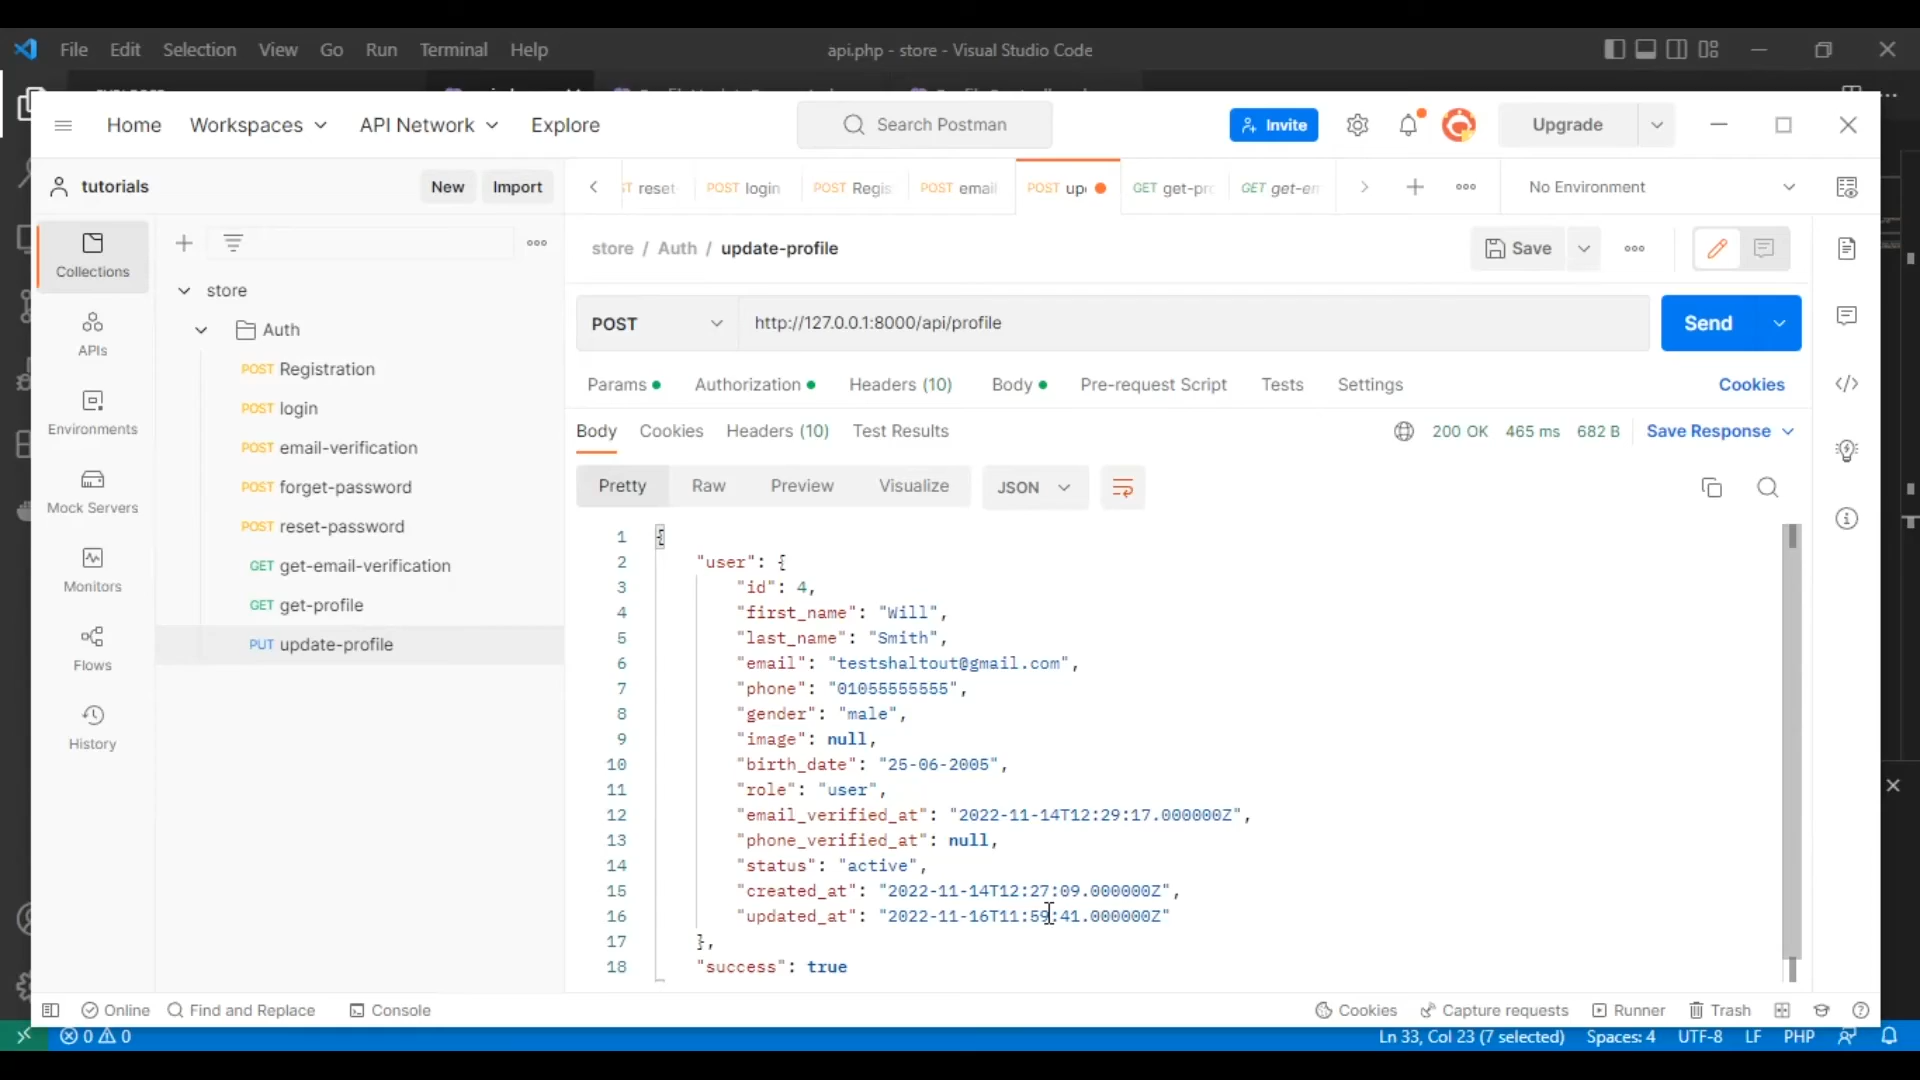 File Edit Selection View Go Run Terminal Help
api.php - store - Visual Studio Code
Home Workspaces API Network Explore
Search Postman
Invite
Upgrade
tutorials
New Import
reset
POST login
POST Regis
POST email
POST up
GET get-pro
GET get-em
No Environment
store / Auth / update-profile
Save
Collections
APIs
Environments
Mock Servers
Monitors
Flows
History
store
Auth
POST Registration
POST login
POST email-verification
POST forget-password
POST reset-password
GET get-email-verification
GET get-profile
PUT update-profile
POST
http://127.0.0.1:8000/api/profile
Send
Params Authorization Headers (10) Body Pre-request Script Tests Settings
Cookies
Body Cookies Headers (10) Test Results
200 OK 465 ms 682 B Save Response
Pretty Raw Preview Visualize JSON
1 {
2 "user": {
3 "id": 4,
4 "first_name": "Will",
5 "last_name": "Smith",
6 "email": "testshaltout@gmail.com",
7 "phone": "01055555555",
8 "gender": "male",
9 "image": null,
10 "birth_date": "25-06-2005",
11 "role": "user",
12 "email_verified_at": "2022-11-14T12:29:17.000000Z",
13 "phone_verified_at": null,
14 "status": "active",
15 "created_at": "2022-11-14T12:27:09.000000Z",
16 "updated_at": "2022-11-16T11:59:41.000000Z"
17 },
18 "success": true
Online Find and Replace Console
Cookies Capture requests Runner Trash
0 0
Ln 33, Col 23 (7 selected) Spaces: 4 UTF-8 LF PHP